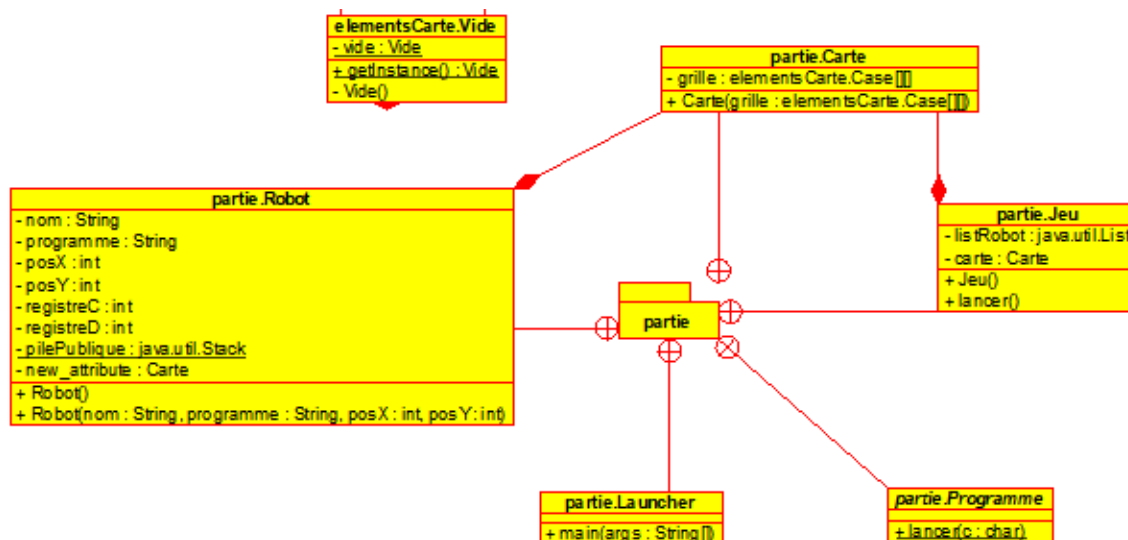 elementsCarte.Vide
- vide : Vide
+ getInstance() : Vide
- Vide()
partie.Carte
- grille : elementsCarte.Case[][]
+ Carte(grille : elementsCarte.Case[][])
partie.Robot
- nom : String
- programme : String
- posX : int
- posY : int
- registreC : int
- registreD : int
- pilePublique : java.util.Stack
- new_attribute : Carte
+ Robot()
+ Robot(nom : String, programme : String, posX : int, posY : int)
partie.Jeu
- listRobot : java.util.List
- carte : Carte
+ Jeu()
+ lancer()
partie
partie.Launcher
+ main(args : String[])
partie.Programme
+ lancer(c : char)